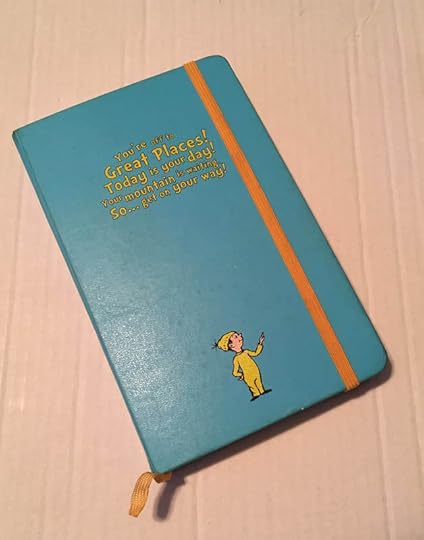 You're off to
Great Places!
Today is your day!
Your mountain is waiting
So... get on your way!